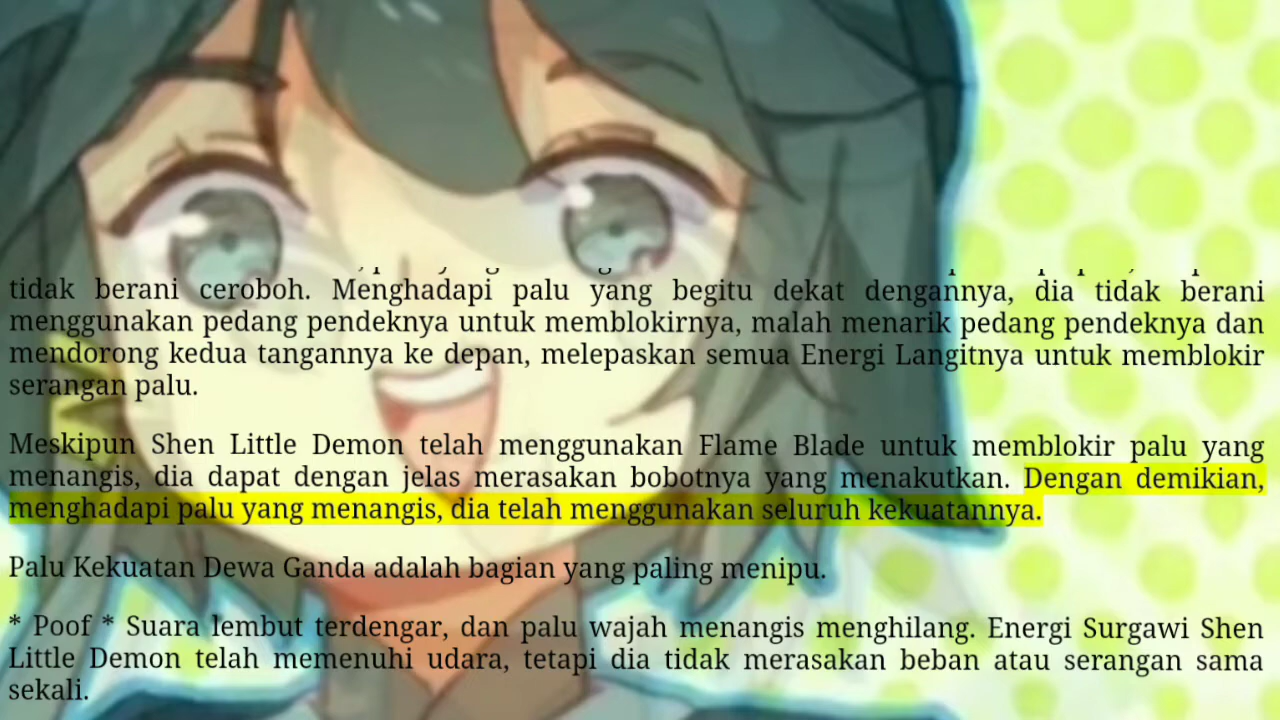 tidak berani ceroboh. Menghadapi palu yang begitu dekat dengannya, dia tidak berani
menggunakan pedang pendeknya untuk memblokirnya, malah menarik pedang pendeknya dan
mendorong kedua tangannya ke depan, melepaskan semua Energi Langitnya untuk memblokir
serangan palu.
Meskipun Shen Little Demon telah menggunakan Flame Blade untuk memblokir palu yang
menangis, dia dapat dengan jelas merasakan bobotnya yang menakutkan. Dengan demikian,
menghadapi palu yang menangis, dia telah menggunakan seluruh kekuatannya.
Palu Kekuatan Dewa Ganda adalah bagian yang paling menipu.
* Poof * Suara lembut terdengar, dan palu wajah menangis menghilang. Energi Surgawi Shen
Little Demon telah memenuhi udara, tetapi dia tidak merasakan beban atau serangan sama
sekali.